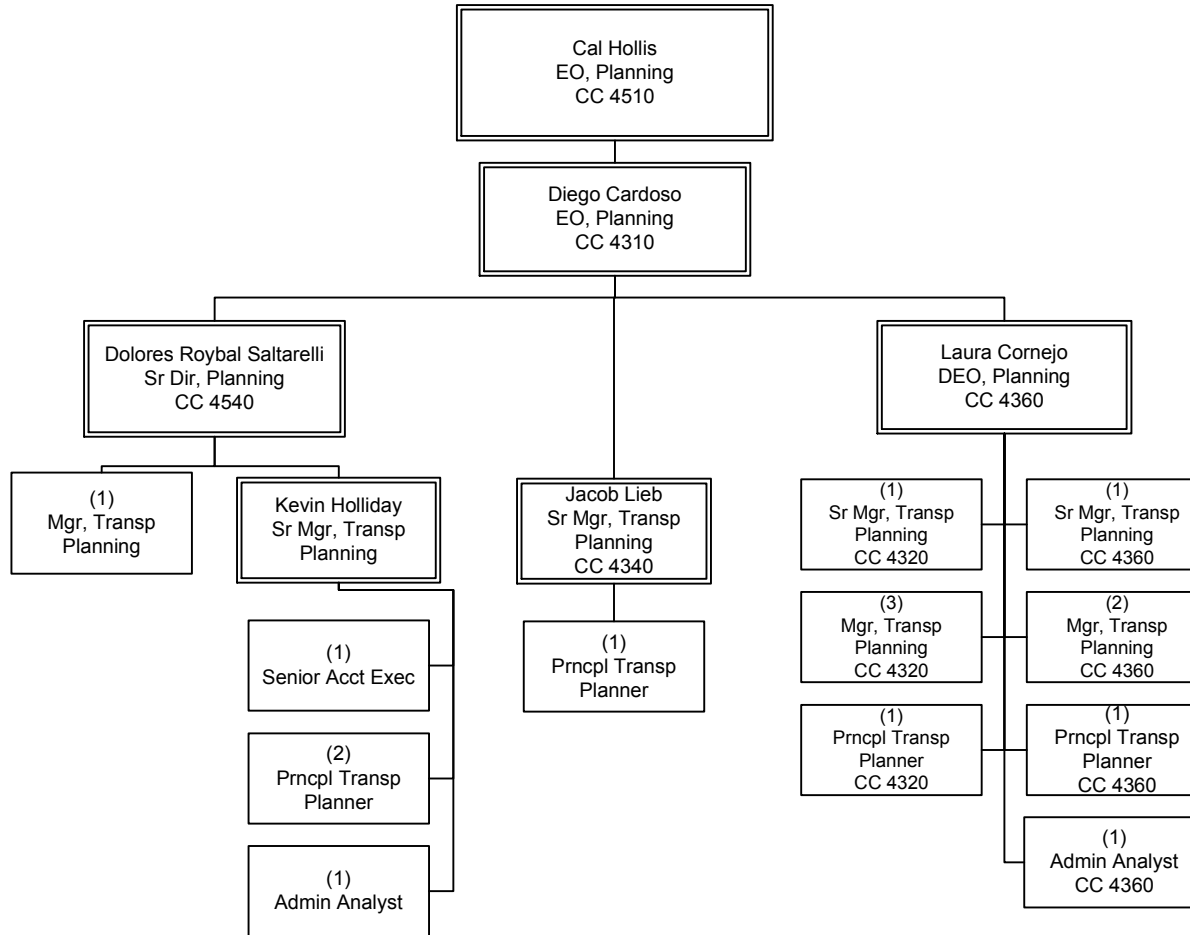 Cal Hollis
EO, Planning
CC 4510
Diego Cardoso
EO, Planning
CC 4310
Dolores Roybal Saltarelli
Sr Dir, Planning
CC 4540
Laura Cornejo
DEO, Planning
CC 4360
(1)
Mgr, Transp
Planning
Kevin Holliday
Sr Mgr, Transp
Planning
Jacob Lieb
Sr Mgr, Transp
Planning
CC 4340
(1)
Sr Mgr, Transp
Planning
CC 4320
(1)
Sr Mgr, Transp
Planning
CC 4360
(3)
Mgr, Transp
Planning
CC 4320
(2)
Mgr, Transp
Planning
CC 4360
(1)
Senior Acct Exec
(1)
Prncpl Transp
Planner
(1)
Prncpl Transp
Planner
CC 4320
(1)
Prncpl Transp
Planner
CC 4360
(2)
Prncpl Transp
Planner
(1)
Admin Analyst
(1)
Admin Analyst
CC 4360